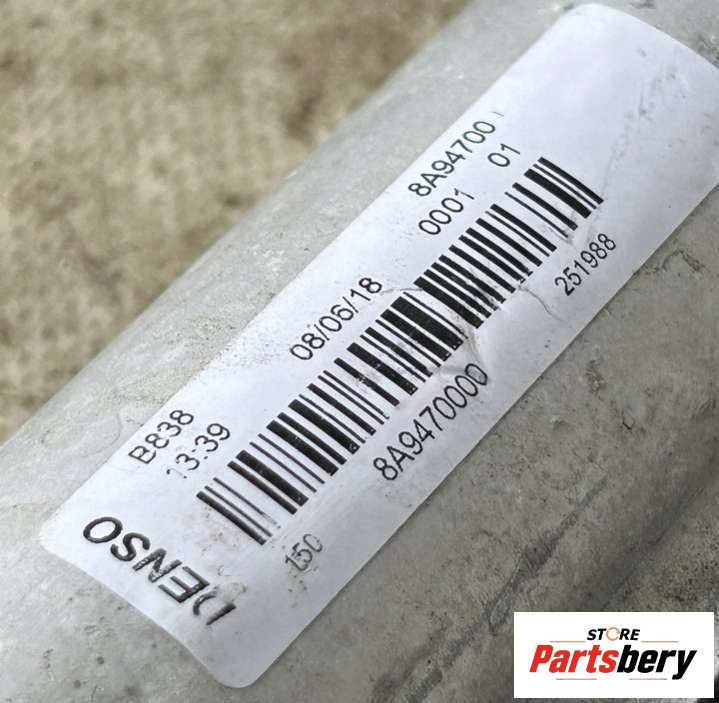 DENSO
B838 08/06/18 8A94700
13:39 0001 01
150 8A9470000 251988
STORE
Partsbery